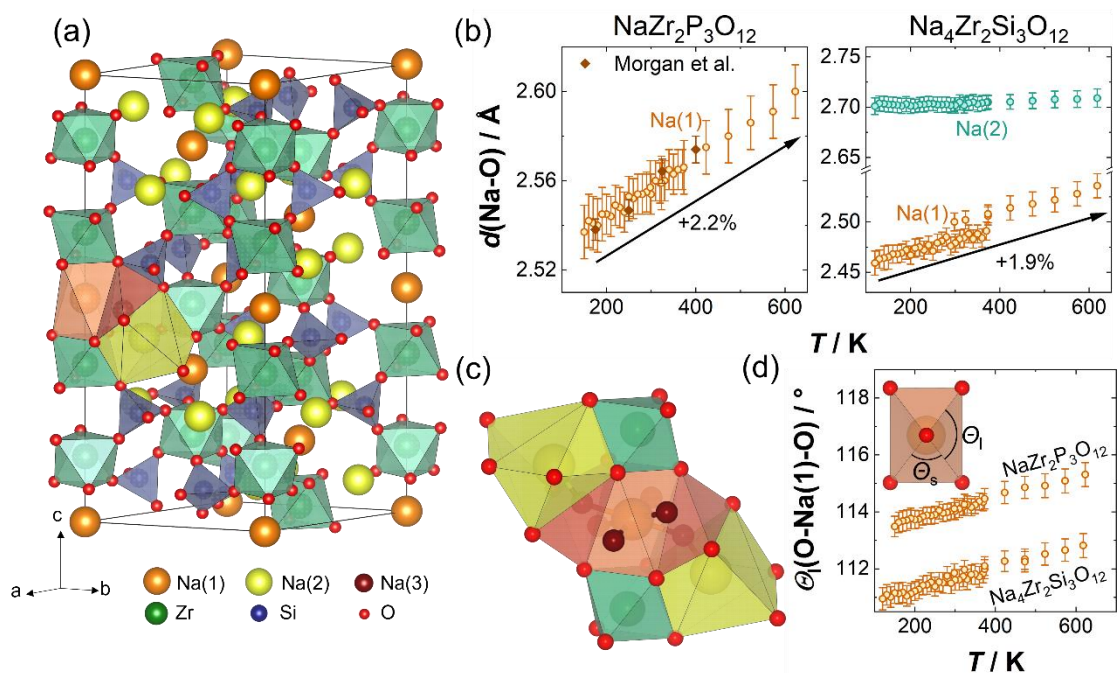 (a)
c
a
b
Na(1)
Na(2)
Na(3)
Zr
Si
O
(b)
NaZr₂P₃O₁₂
Na₄Zr₂Si₃O₁₂
Morgan et al.
Na(1)
+2.2%
2.60
2.56
2.52
d(Na-O) / Å
200 400 600
2.75
2.70
2.65
2.50
2.45
Na(2)
Na(1)
+1.9%
200 400 600
T / K
(c)
(d)
118
116
114
112
Θₗ(O-Na(1)-O) / °
Θₗ
Θₛ
NaZr₂P₃O₁₂
Na₄Zr₂Si₃O₁₂
200 400 600
T / K